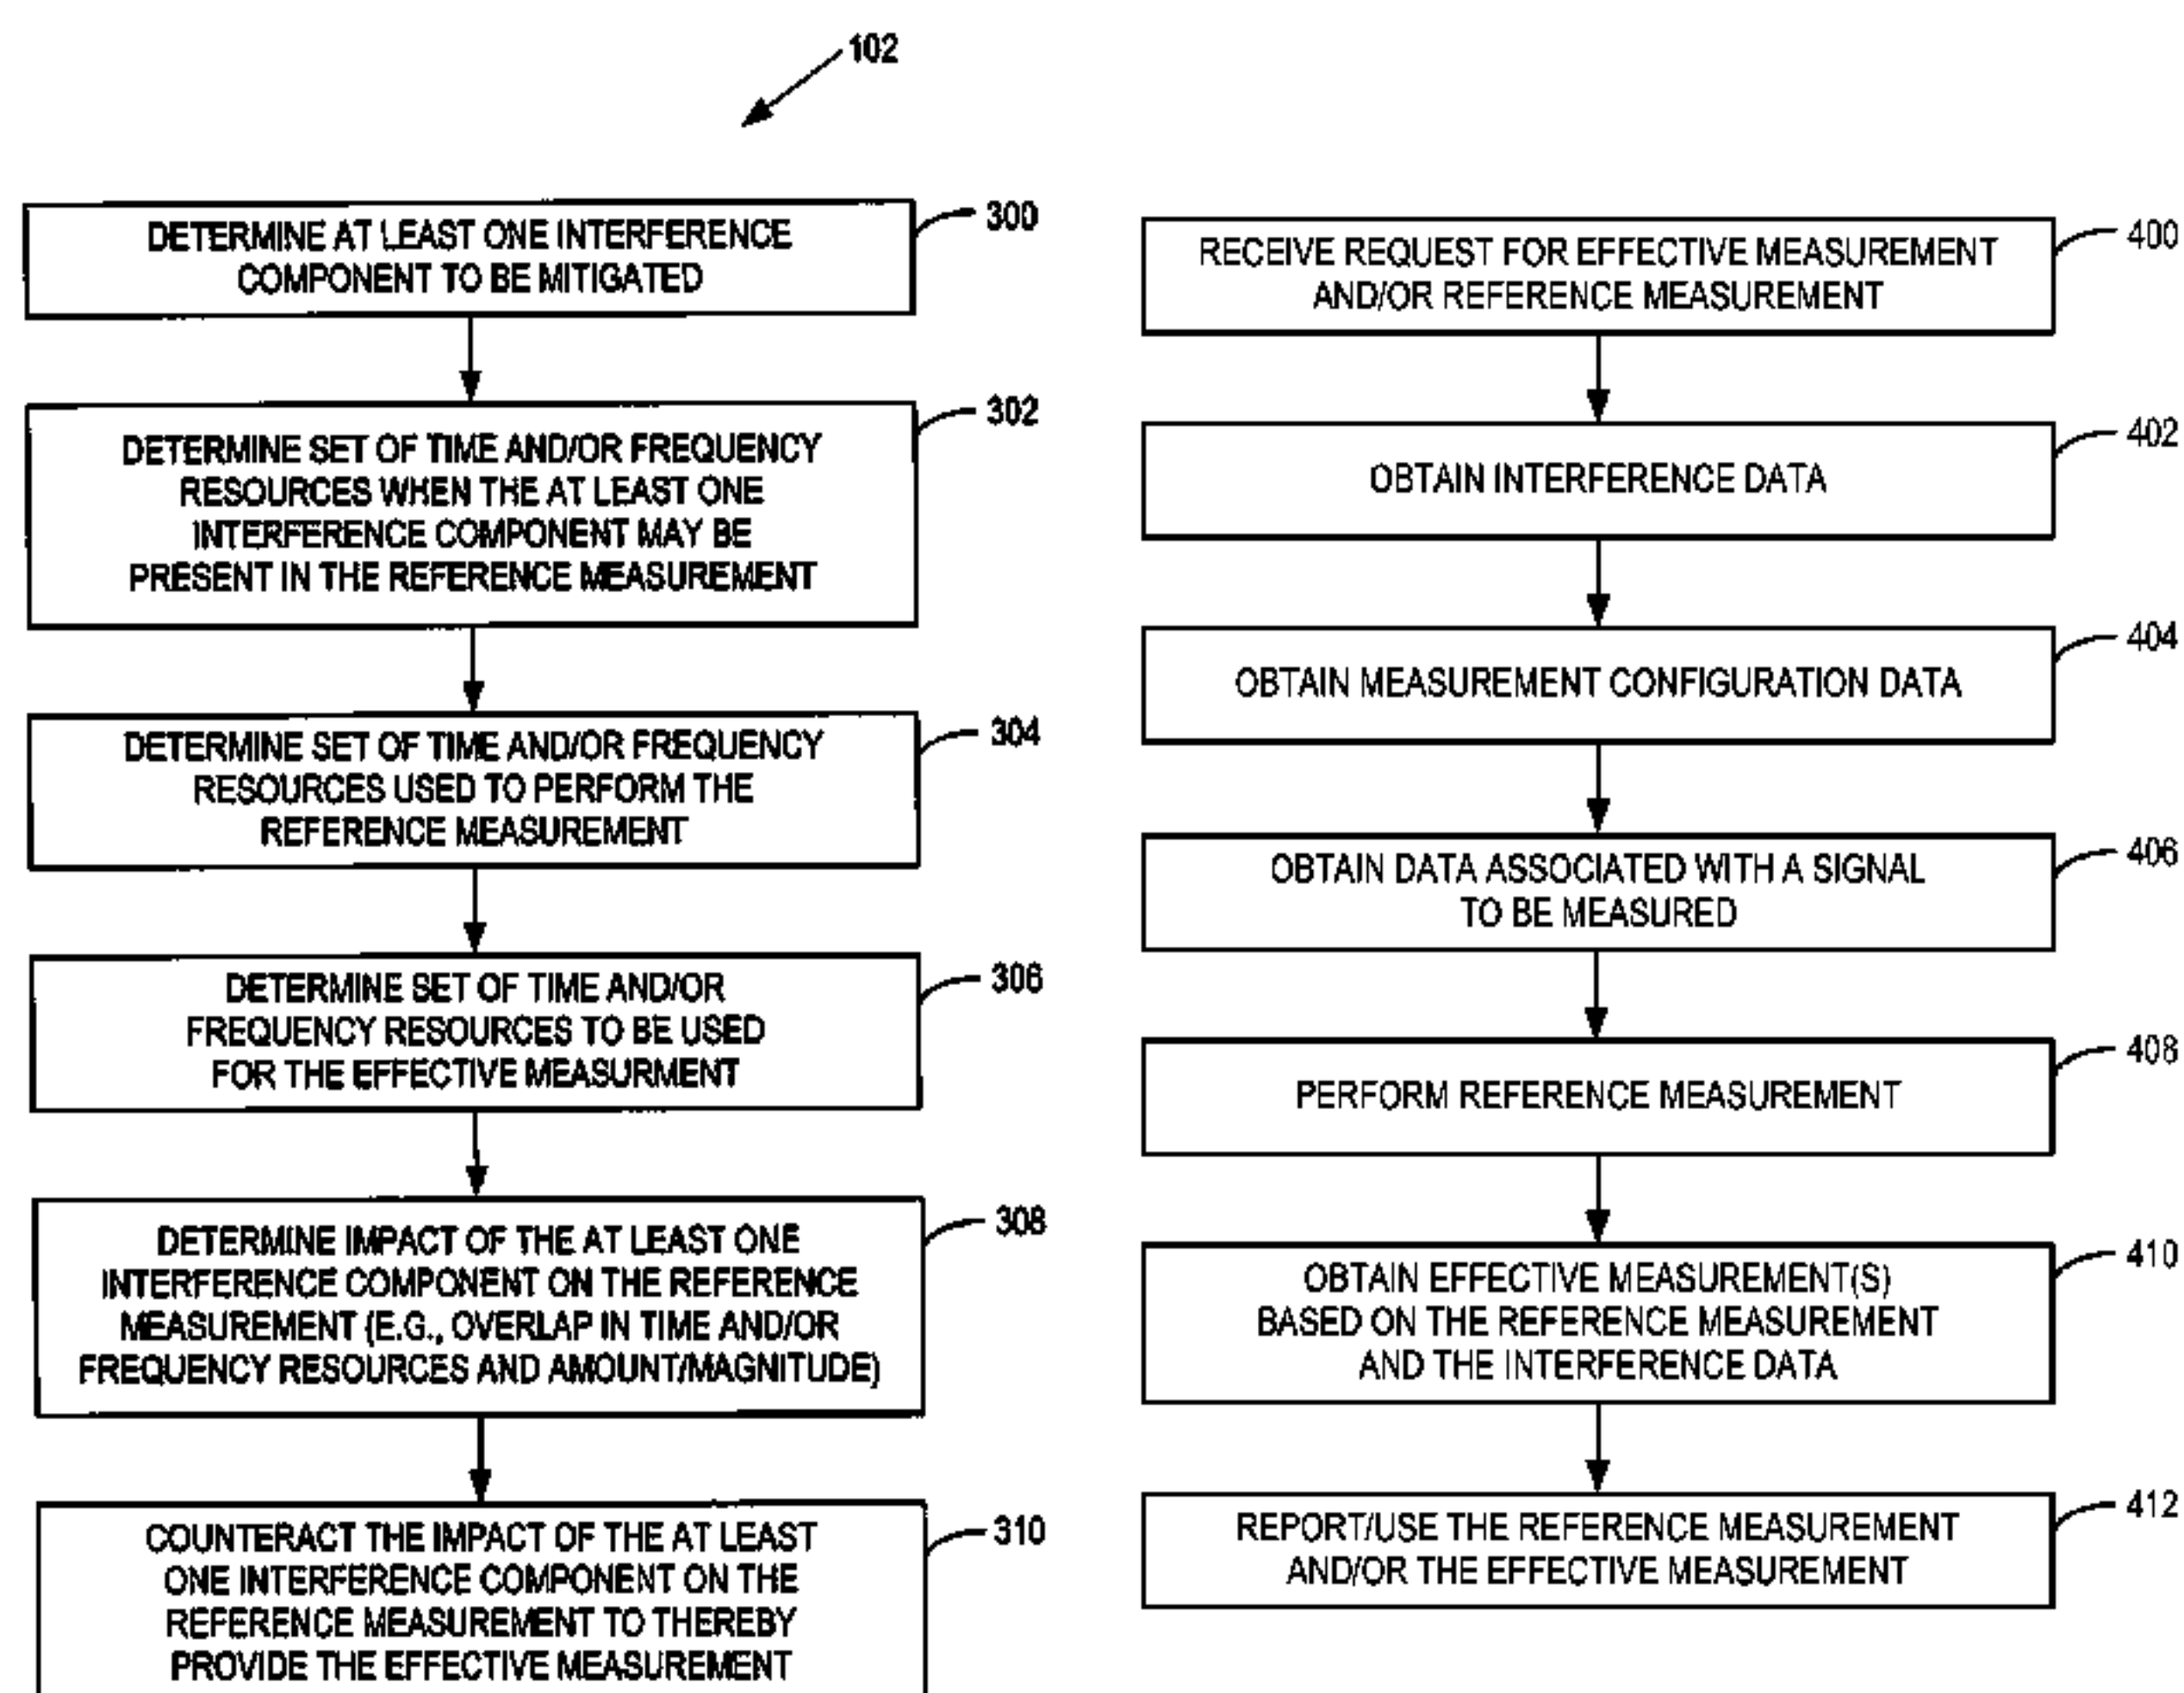 102
DETERMINE AT LEAST ONE INTERFERENCE
COMPONENT TO BE MITIGATED
300
DETERMINE SET OF TIME AND/OR FREQUENCY
RESOURCES WHEN THE AT LEAST ONE
INTERFERENCE COMPONENT MAY BE
PRESENT IN THE REFERENCE MEASUREMENT
302
DETERMINE SET OF TIME AND/OR FREQUENCY
RESOURCES USED TO PERFORM THE
REFERENCE MEASUREMENT
304
DETERMINE SET OF TIME AND/OR
FREQUENCY RESOURCES TO BE USED
FOR THE EFFECTIVE MEASURMENT
306
DETERMINE IMPACT OF THE AT LEAST ONE
INTERFERENCE COMPONENT ON THE REFERENCE
MEASUREMENT (E.G., OVERLAP IN TIME AND/OR
FREQUENCY RESOURCES AND AMOUNT/MAGNITUDE)
308
COUNTERACT THE IMPACT OF THE AT LEAST
ONE INTERFERENCE COMPONENT ON THE
REFERENCE MEASUREMENT TO THEREBY
PROVIDE THE EFFECTIVE MEASUREMENT
310
RECEIVE REQUEST FOR EFFECTIVE MEASUREMENT
AND/OR REFERENCE MEASUREMENT
400
OBTAIN INTERFERENCE DATA
402
OBTAIN MEASUREMENT CONFIGURATION DATA
404
OBTAIN DATA ASSOCIATED WITH A SIGNAL
TO BE MEASURED
406
PERFORM REFERENCE MEASUREMENT
408
OBTAIN EFFECTIVE MEASUREMENT(S)
BASED ON THE REFERENCE MEASUREMENT
AND THE INTERFERENCE DATA
410
REPORT/USE THE REFERENCE MEASUREMENT
AND/OR THE EFFECTIVE MEASUREMENT
412